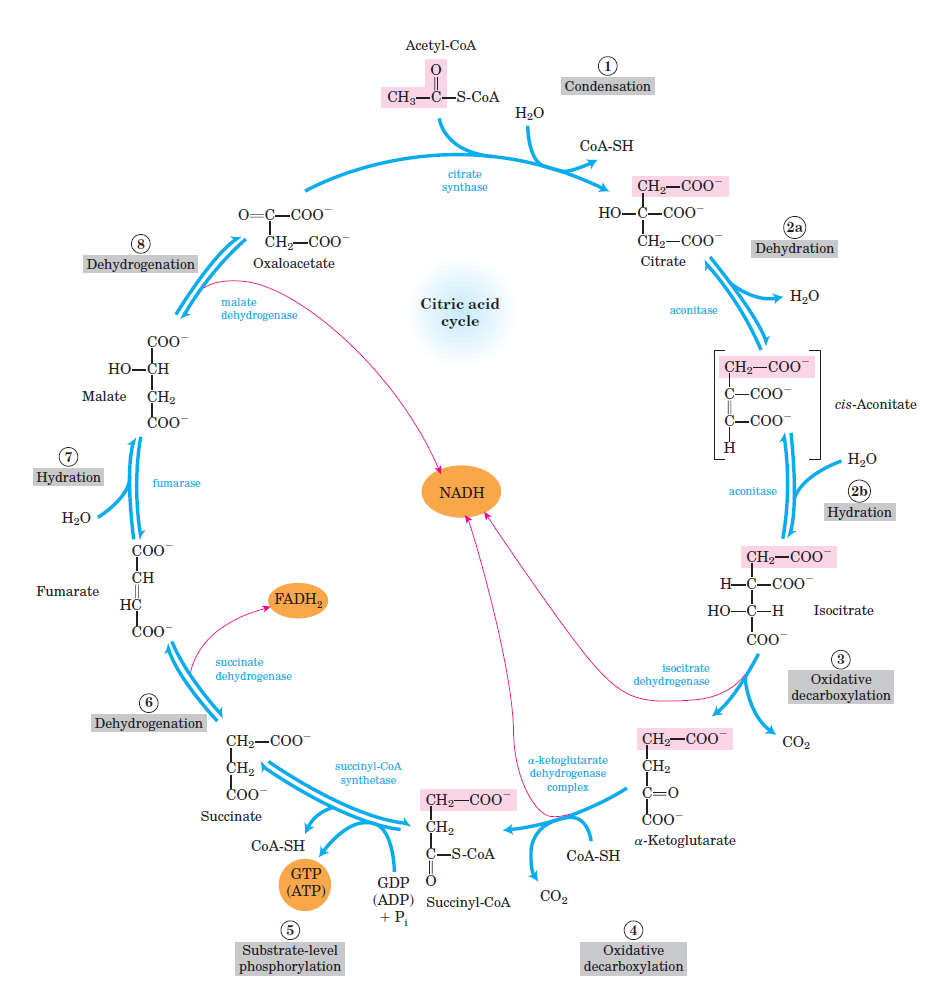 Acetyl-CoA
O
CH₃—C—S-CoA
①
Condensation
H₂O
CoA-SH
citrate
synthase
CH₂—COO⁻
HO—C—COO⁻
CH₂—COO⁻
Citrate
2a
Dehydration
H₂O
aconitase
O=C—COO⁻
CH₂—COO⁻
Oxaloacetate
⑧
Dehydrogenation
malate
dehydrogenase
Citric acid
cycle
CH₂—COO⁻
C—COO⁻
C—COO⁻
H
cis-Aconitate
COO⁻
HO—CH
CH₂
COO⁻
Malate
H₂O
aconitase
2b
Hydration
⑦
Hydration
fumarase
H₂O
NADH
CH₂—COO⁻
H—C—COO⁻
HO—C—H
COO⁻
Isocitrate
COO⁻
CH
HC
COO⁻
Fumarate
FADH₂
③
Oxidative
decarboxylation
isocitrate
dehydrogenase
CO₂
succinate
dehydrogenase
⑥
Dehydrogenation
CH₂—COO⁻
CH₂
COO⁻
Succinate
succinyl-CoA
synthetase
α-ketoglutarate
dehydrogenase
complex
CH₂—COO⁻
CH₂
C=O
COO⁻
α-Ketoglutarate
CH₂—COO⁻
CH₂
C—S-CoA
O
Succinyl-CoA
CoA-SH
CO₂
CoA-SH
GTP
(ATP)
GDP
(ADP)
+ Pᵢ
⑤
Substrate-level
phosphorylation
④
Oxidative
decarboxylation